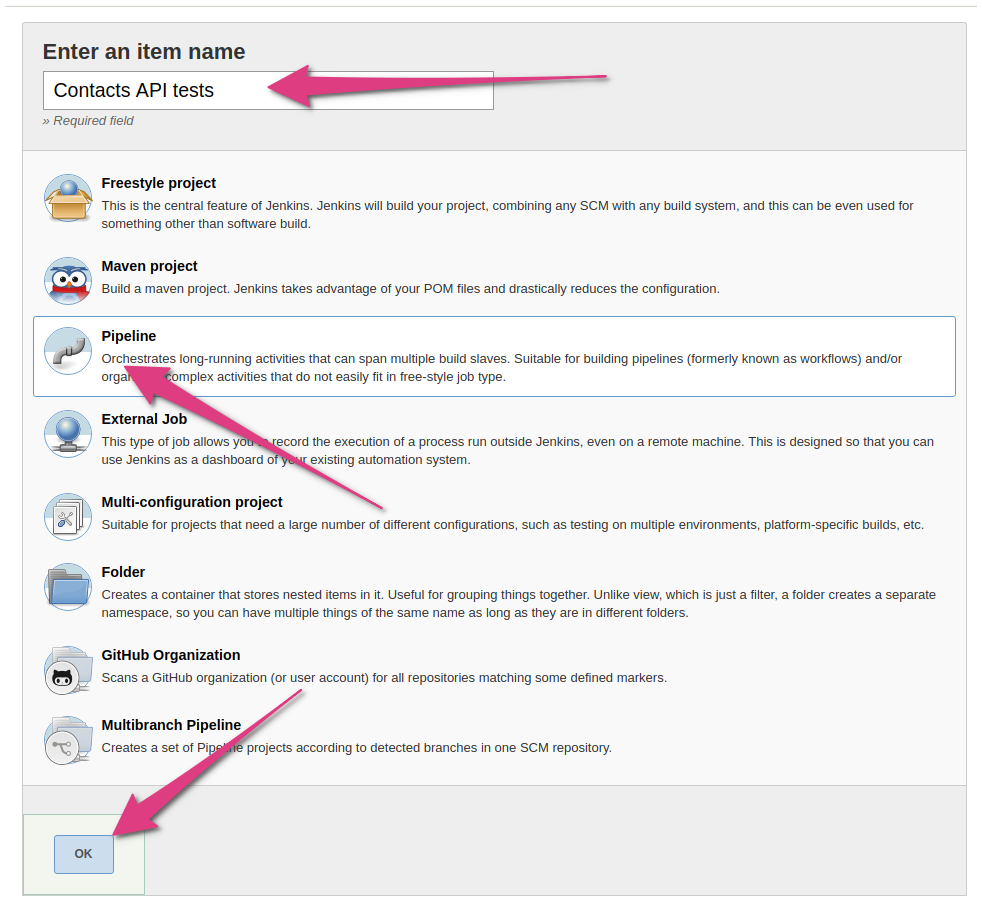 Enter an item name
Contacts API tests
» Required field
Freestyle project
This is the central feature of Jenkins. Jenkins will build your project, combining any SCM with any build system, and this can be even used for
something other than software build.
Maven project
Build a maven project. Jenkins takes advantage of your POM files and drastically reduces the configuration.
Pipeline
Orchestrates long-running activities that can span multiple build slaves. Suitable for building pipelines (formerly known as workflows) and/or
complex activities that do not easily fit in free-style job type.
External Job
This type of job allows you to record the execution of a process run outside Jenkins, even on a remote machine. This is designed so that you can
use Jenkins as a dashboard of your existing automation system.
Multi-configuration project
Suitable for projects that need a large number of different configurations, such as testing on multiple environments, platform-specific builds, etc.
Folder
Creates a container that stores nested items in it. Useful for grouping things together. Unlike view, which is just a filter, a folder creates a separate
namespace, so you can have multiple things of the same name as long as they are in different folders.
GitHub Organization
Scans a GitHub organization (or user account) for all repositories matching some defined markers.
Multibranch Pipeline
Creates a set of Pipeline projects according to detected branches in one SCM repository.
OK